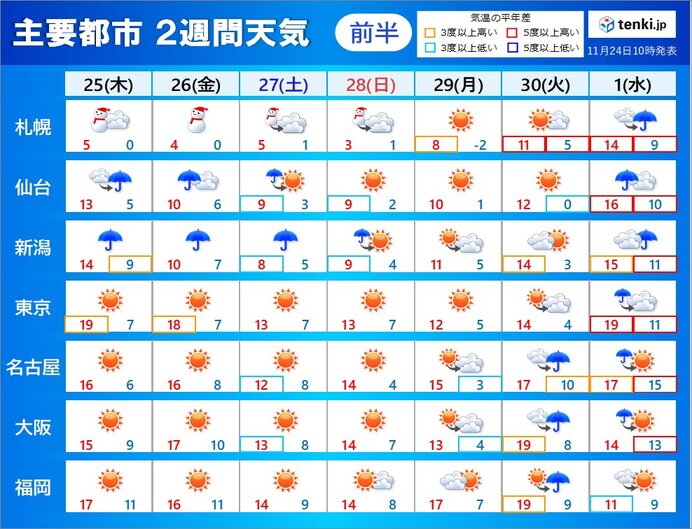 主要都市 2週間天気
前半
気温の平年差
3度以上高い 5度以上高い
3度以上低い 5度以上低い
tenki.jp
11月24日10時発表
25(木) 26(金) 27(土) 28(日) 29(月) 30(火) 1(水)
札幌 5 0 4 0 5 1 3 1 8 -2 11 5 14 9
仙台 13 5 10 6 9 3 9 2 10 1 12 0 16 10
新潟 14 9 10 7 8 5 9 4 11 5 14 3 15 11
東京 19 7 18 7 13 7 13 7 12 5 14 4 19 11
名古屋 16 6 16 8 12 8 14 4 15 3 17 10 17 15
大阪 15 9 17 10 13 8 14 7 13 4 19 8 14 13
福岡 17 11 16 11 14 9 14 8 17 7 19 9 11 9